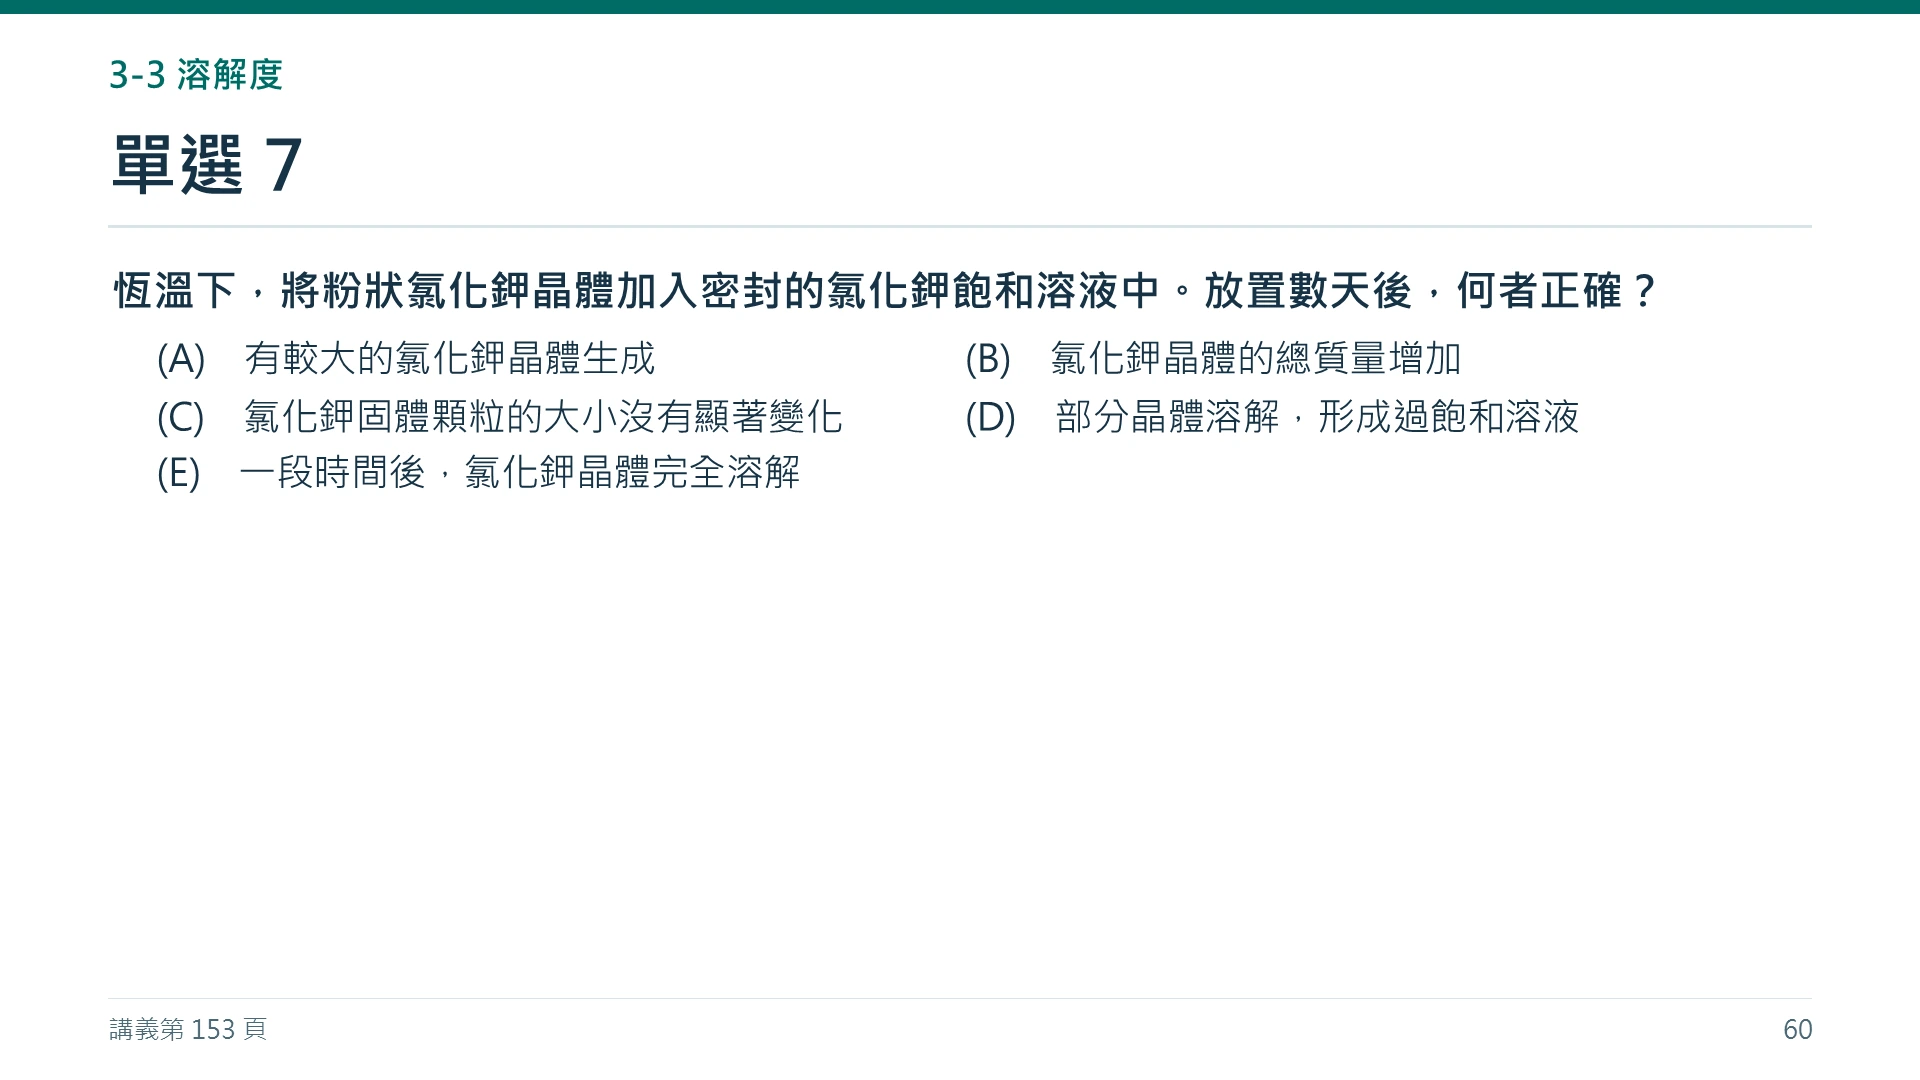 3-3 溶解度
單選 7
恆溫下，將粉狀氯化鉀晶體加入密封的氯化鉀飽和溶液中。放置數天後，何者正確？
(A) 有較大的氯化鉀晶體生成
(B) 氯化鉀晶體的總質量增加
(C) 氯化鉀固體顆粒的大小沒有顯著變化
(D) 部分晶體溶解，形成過飽和溶液
(E) 一段時間後，氯化鉀晶體完全溶解
講義第 153 頁
60